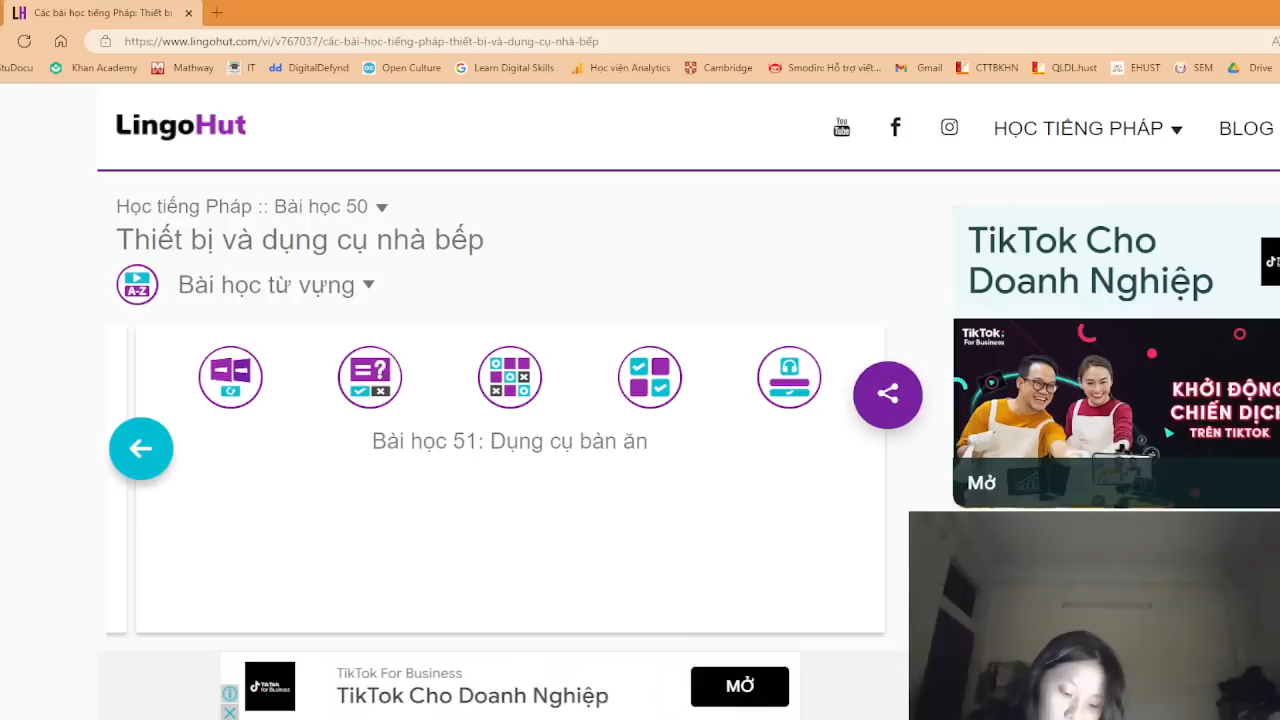 LH Các bài học tiếng Pháp: Thiết bị
https://www.lingohut.com/vi/v767037/các-bài-học-tiếng-pháp-thiết-bị-và-dụng-cụ-nhà-bếp
StuDocu Khan Academy Mathway IT DigitalDefynd Open Culture Learn Digital Skills Học viện Analytics Cambridge Smodin: Hỗ trợ viết... Gmail CTTBKHN QLDL.hust EHUST SEM Drive
LingoHut
You Tube HỌC TIẾNG PHÁP BLOG
Học tiếng Pháp :: Bài học 50
Thiết bị và dụng cụ nhà bếp
A-Z Bài học từ vựng
Bài học 51: Dụng cụ bàn ăn
TikTok Cho
Doanh Nghiệp
TikTok:
For Business
KHỞI ĐỘNG
CHIẾN DỊCH
TRÊN TIKTOK
Mở
TikTok For Business
TikTok Cho Doanh Nghiệp
MỞ